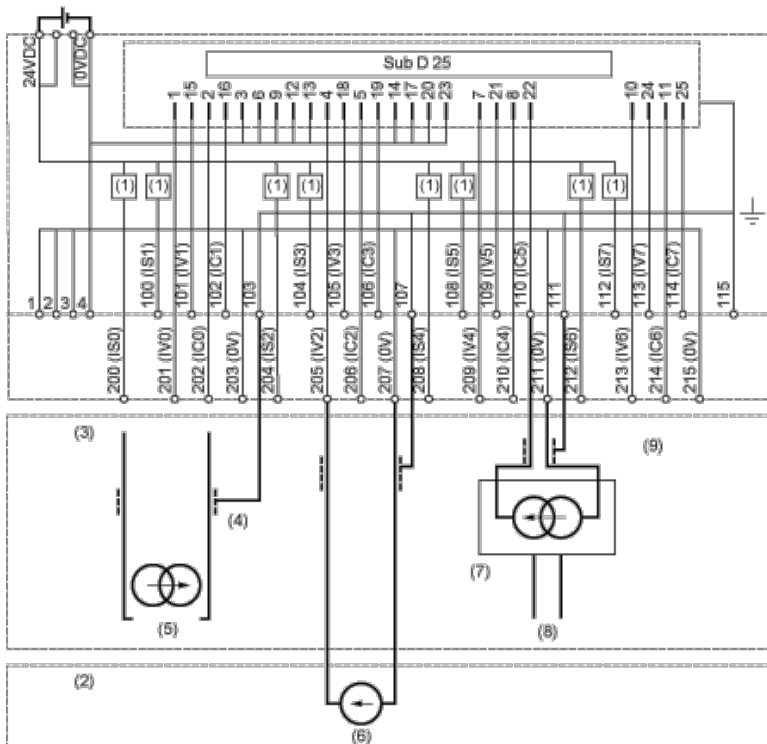 24VDC
0VDC
Sub D 25
1 15 2 16 3 6 9 12 13 4 18 5 19 14 17 20 23 7 21 8 22 10 24 11 25
(1) (1) (1) (1) (1) (1) (1) (1)
1 2 3 4
100 (IS1)
101 (IV1)
102 (IC1)
103
104 (IS3)
105 (IV3)
106 (IC3)
107
108 (IS5)
109 (IV5)
110 (IC5)
111
112 (IS7)
113 (IV7)
114 (IC7)
115
200 (IS0)
201 (IV0)
202 (IC0)
203 (0V)
204 (IS2)
205 (IV2)
206 (IC2)
207 (0V)
208 (IS4)
209 (IV4)
210 (IC4)
211 (0V)
212 (IS6)
213 (IV6)
214 (IC6)
215 (0V)
(3)
(9)
(4)
(7)
(5)
(8)
(2)
(6)